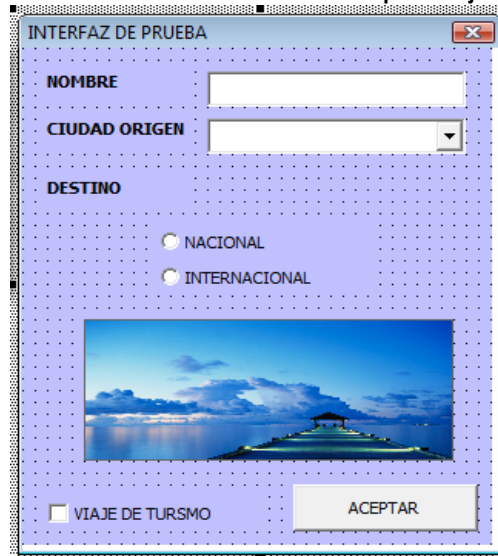 INTERFAZ DE PRUEBA
NOMBRE
CIUDAD ORIGEN
DESTINO
NACIONAL
INTERNACIONAL
VIAJE DE TURSMO
ACEPTAR